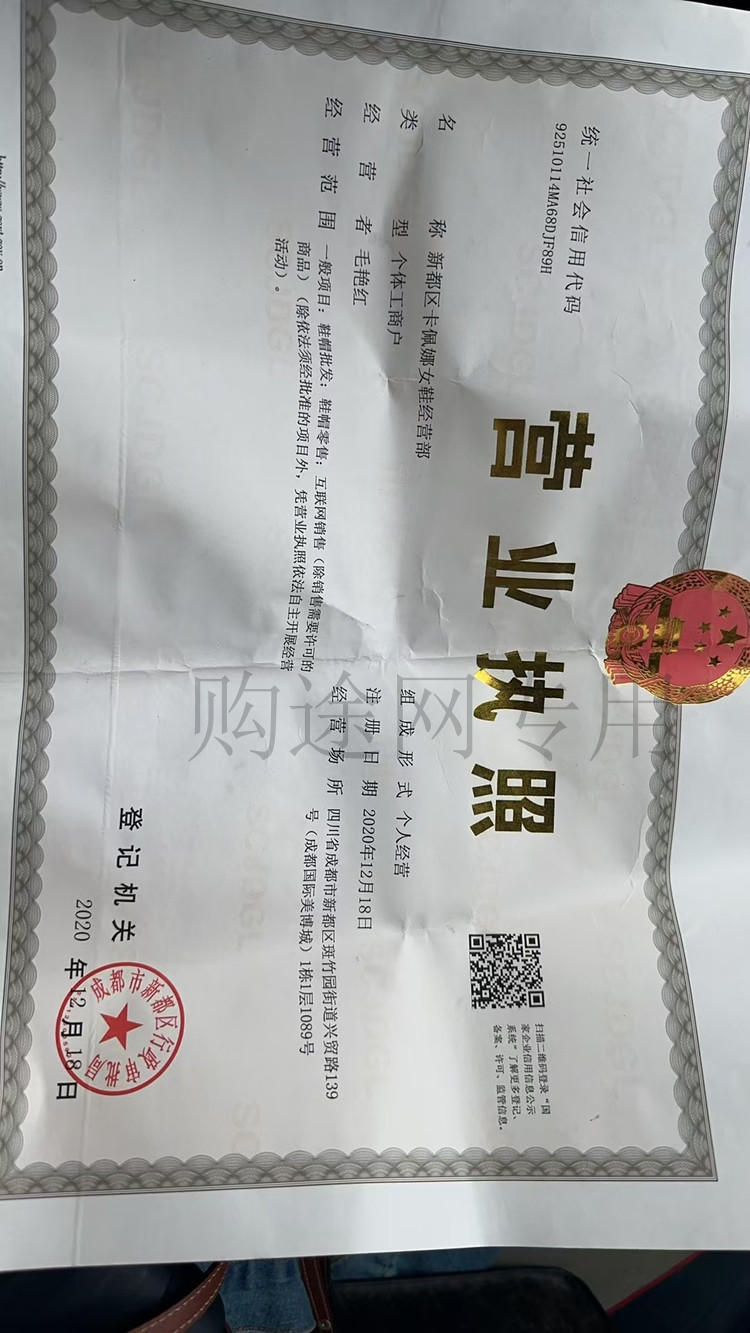 营业执照
统一社会信用代码
92510114MA68DJF89H
扫描二维码登录“国
家企业信用信息公示
系统”了解更多登记、
备案、许可、监管信息。
名 称 新都区卡佩娜女鞋经营部
类 型 个体工商户
经 营 者 毛艳红
经 营 范 围 一般项目：鞋帽批发；鞋帽零售；互联网销售（除销售需要许可的
商品）（除依法须经批准的项目外，凭营业执照依法自主开展经营
活动）。
组 成 形 式 个人经营
注 册 日 期 2020年12月18日
经 营 场 所 四川省成都市新都区斑竹园街道兴贸路139
号（成都国际美博城）1栋1层1089号
登记机关
成都市新都区行政审批局
2020 年 12 月 18 日
购途网专用